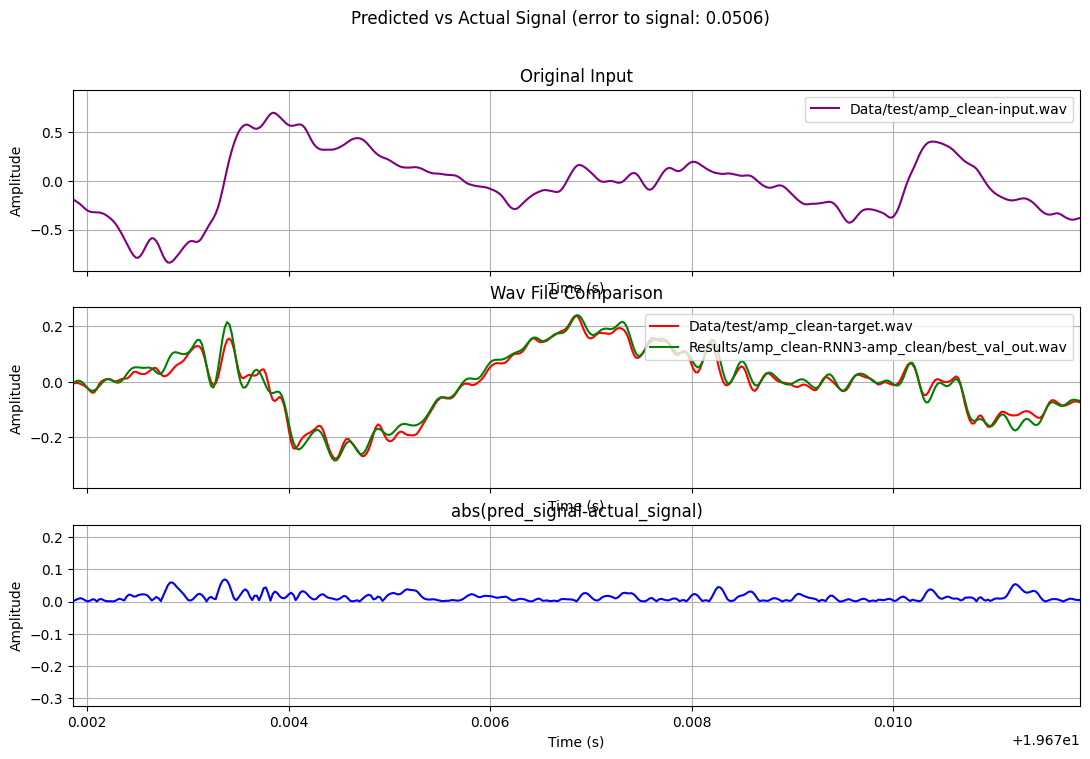 Predicted vs Actual Signal (error to signal: 0.0506)
Original Input
Data/test/amp_clean-input.wav
Amplitude
0.5
0.0
−0.5
Time (s)
Wav File Comparison
Data/test/amp_clean-target.wav
Results/amp_clean-RNN3-amp_clean/best_val_out.wav
Amplitude
0.2
0.0
−0.2
Time (s)
abs(pred_signal-actual_signal)
Amplitude
0.2
0.1
0.0
−0.1
−0.2
−0.3
0.002 0.004 0.006 0.008 0.010
Time (s)
+1.967e1